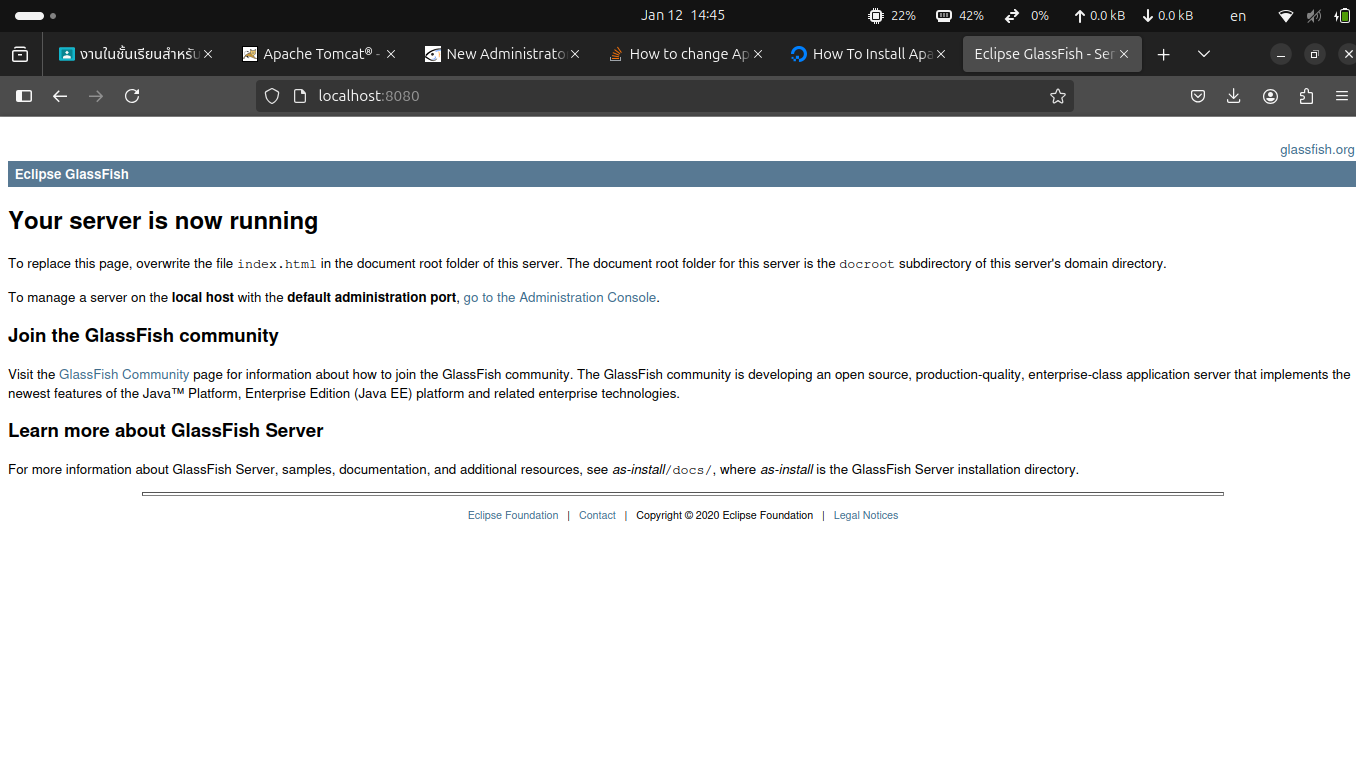 Jan 12 14:45 22% 42% 0% 0.0 kB 0.0 kB en
งานในชั้นเรียนสำหรับ Apache Tomcat® - New Administrator How to change Ap How To Install Apa Eclipse GlassFish - Ser
localhost:8080
glassfish.org
Eclipse GlassFish
Your server is now running
To replace this page, overwrite the file index.html in the document root folder of this server. The document root folder for this server is the docroot subdirectory of this server's domain directory.
To manage a server on the local host with the default administration port, go to the Administration Console.
Join the GlassFish community
Visit the GlassFish Community page for information about how to join the GlassFish community. The GlassFish community is developing an open source, production-quality, enterprise-class application server that implements the
newest features of the Java™ Platform, Enterprise Edition (Java EE) platform and related enterprise technologies.
Learn more about GlassFish Server
For more information about GlassFish Server, samples, documentation, and additional resources, see as-install/docs/, where as-install is the GlassFish Server installation directory.
Eclipse Foundation | Contact | Copyright © 2020 Eclipse Foundation | Legal Notices